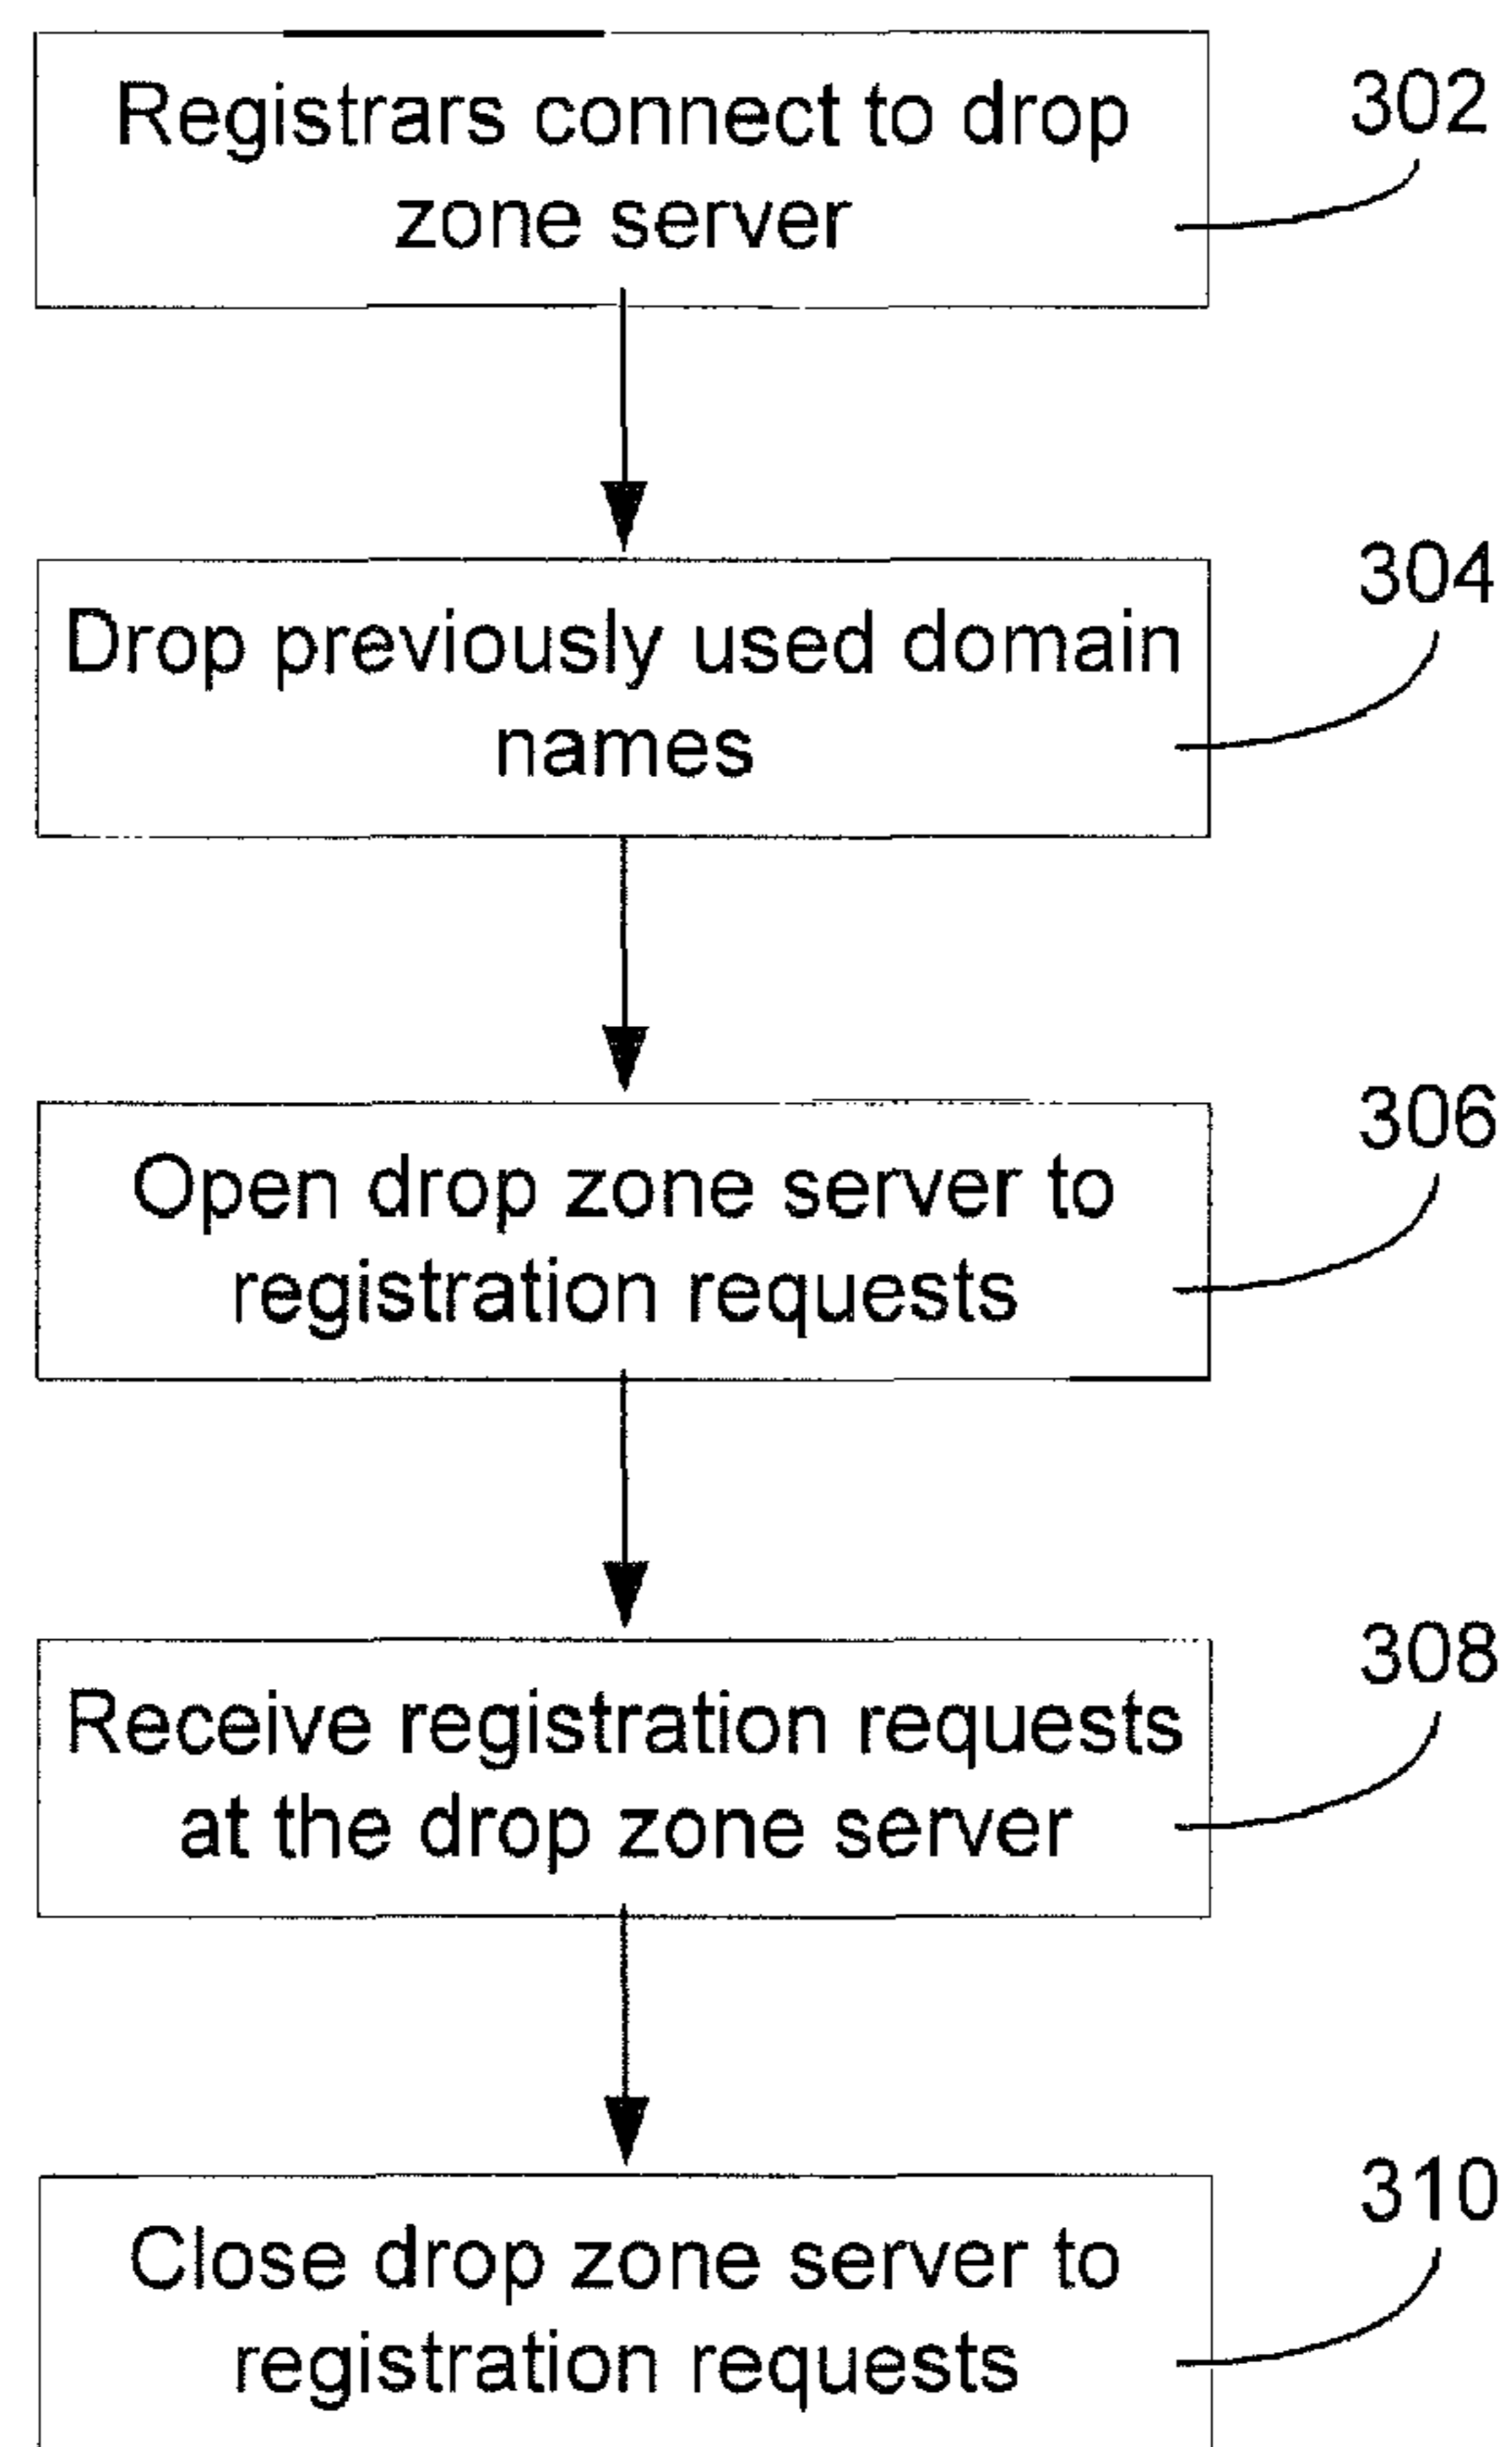 Registrars connect to drop
zone server
302
Drop previously used domain
names
304
Open drop zone server to
registration requests
306
Receive registration requests
at the drop zone server
308
Close drop zone server to
registration requests
310